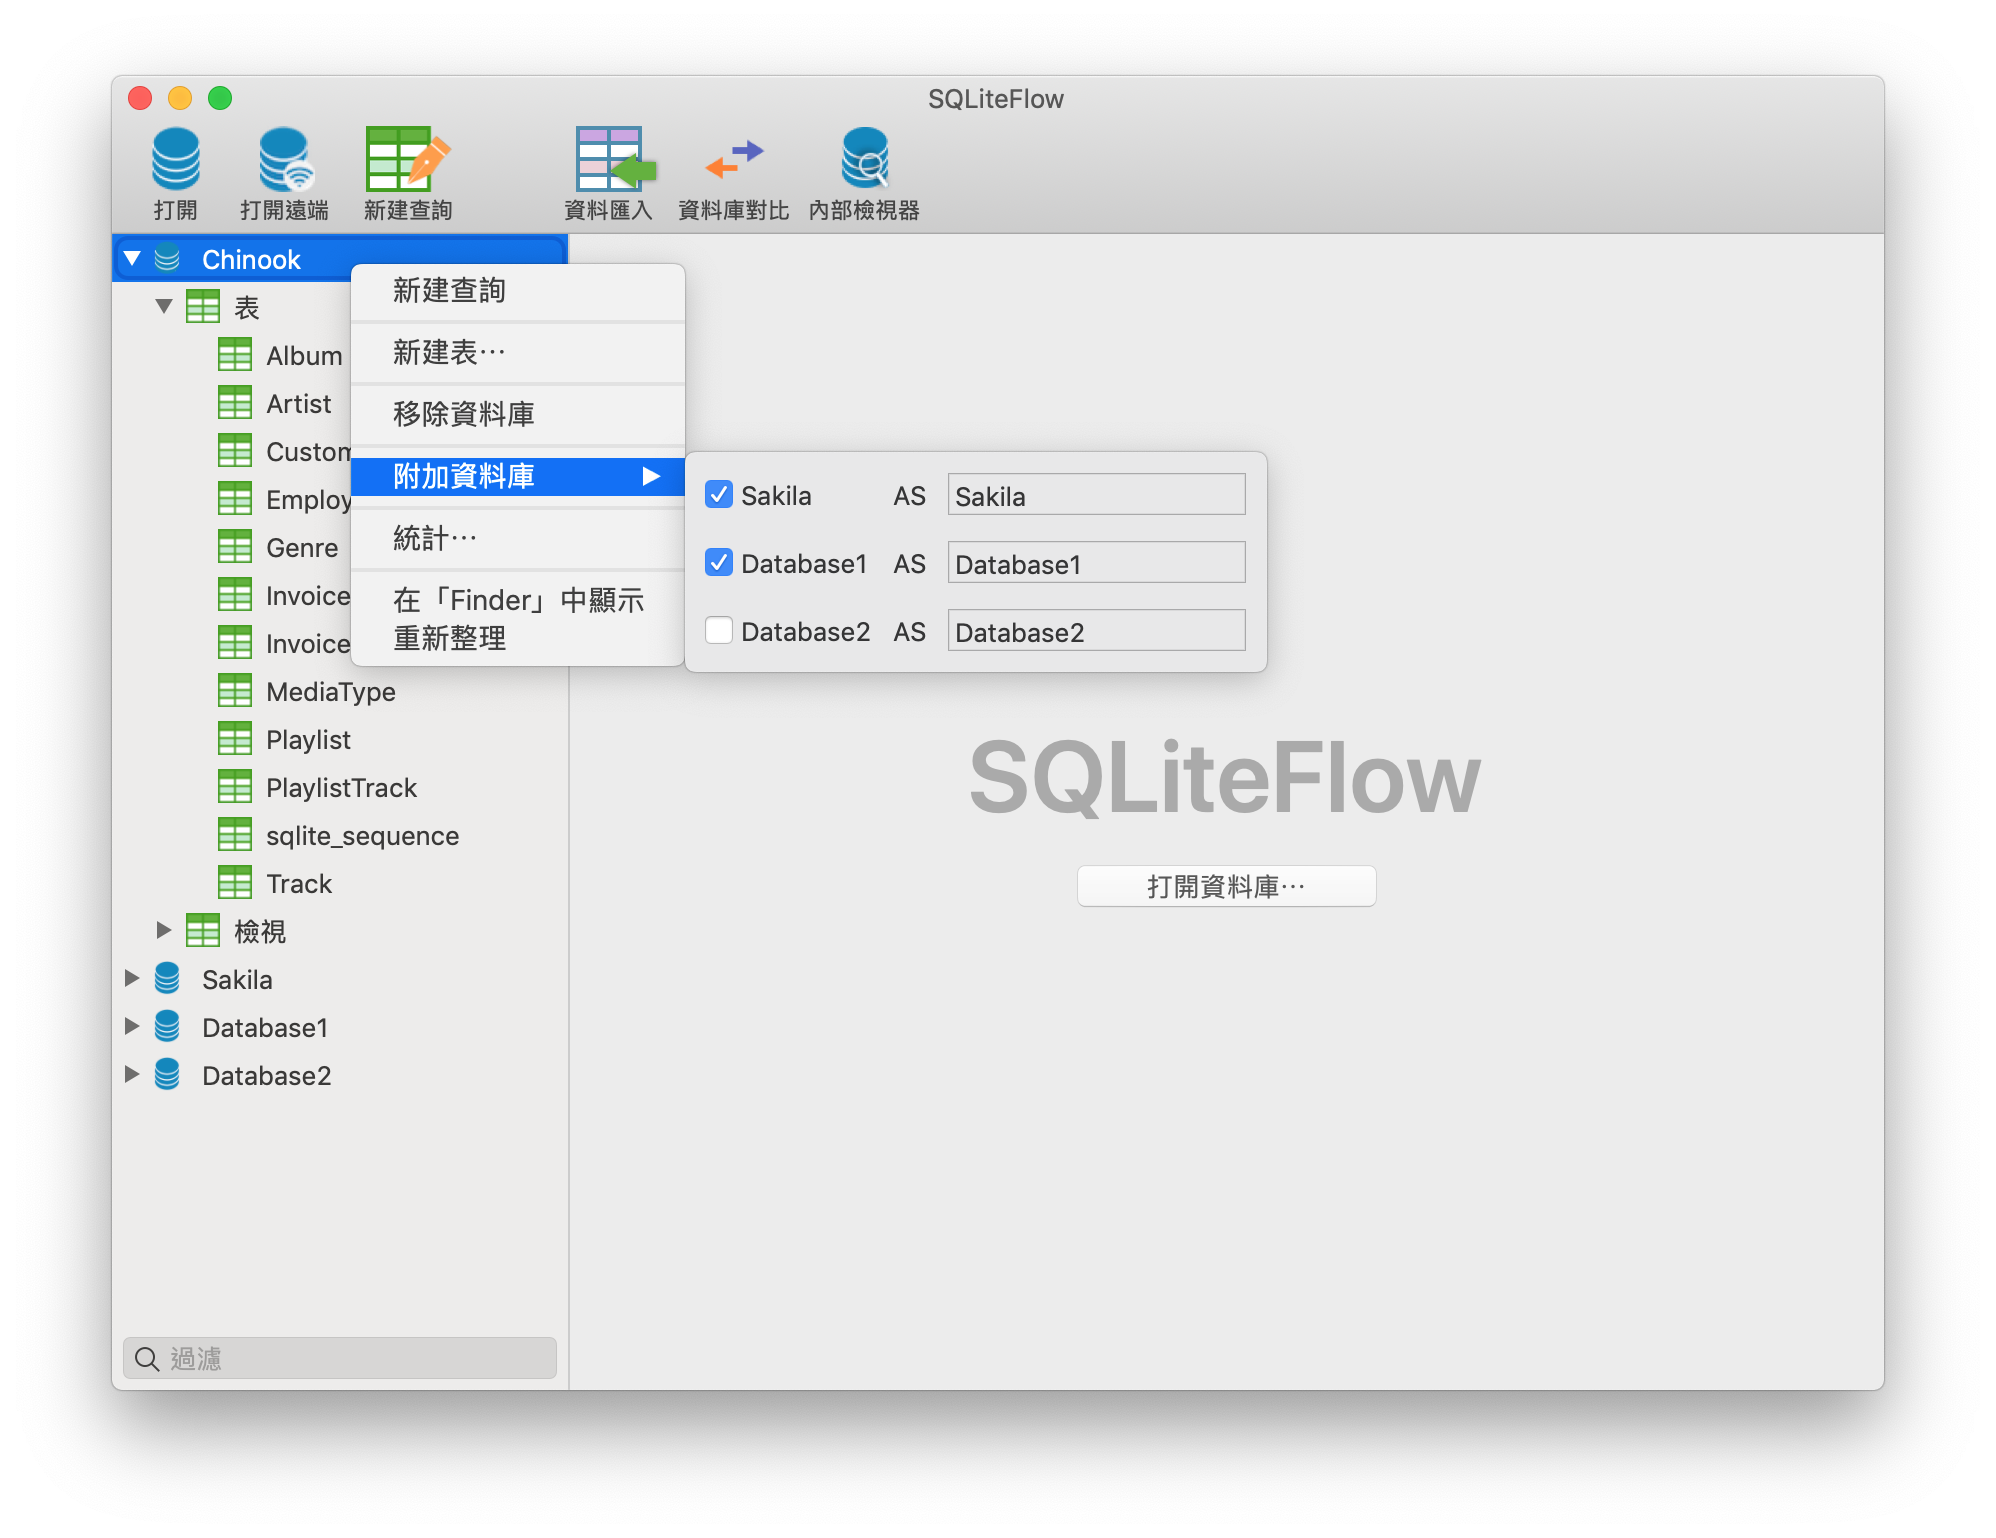 SQLiteFlow
打開
打開遠端
新建查詢
資料匯入
資料庫對比
內部檢視器
Chinook
表
Album
Artist
Custom
Employ
Genre
Invoice
Invoice
MediaType
Playlist
PlaylistTrack
sqlite_sequence
Track
檢視
Sakila
Database1
Database2
過濾
新建查詢
新建表⋯
移除資料庫
附加資料庫
統計⋯
在「Finder」中顯示
重新整理
Sakila AS Sakila
Database1 AS Database1
Database2 AS Database2
SQLiteFlow
打開資料庫⋯